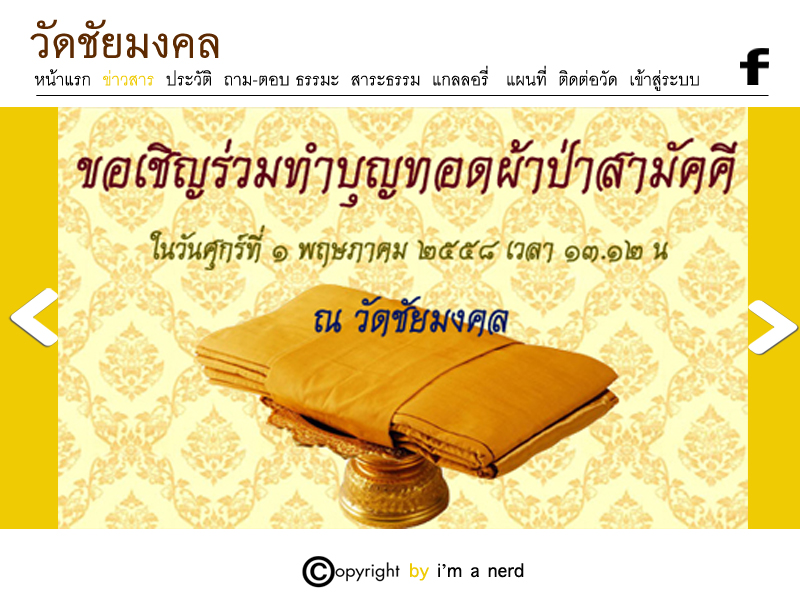 วัดชัยมงคล
หน้าแรก ข่าวสาร ประวัติ ถาม-ตอบ ธรรมะ สาระธรรม แกลลอรี่ แผนที่ ติดต่อวัด เข้าสู่ระบบ
f
ขอเชิญร่วมทำบุญทอดผ้าป่าสามัคคี
ในวันศุกร์ที่ ๑ พฤษภาคม ๒๕๕๘ เวลา ๑๓.๑๒ น
ณ วัดชัยมงคล
©opyright by i'm a nerd